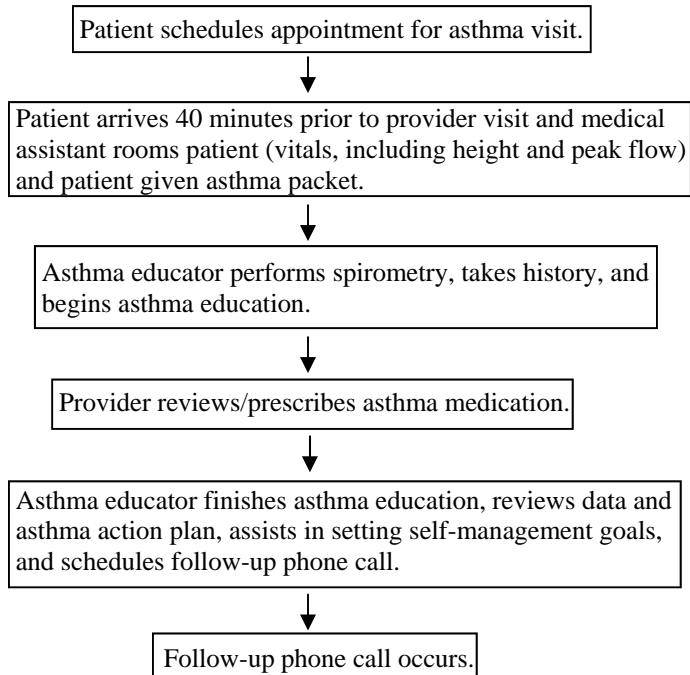 Patient schedules appointment for asthma visit.
Patient arrives 40 minutes prior to provider visit and medical
assistant rooms patient (vitals, including height and peak flow)
and patient given asthma packet.
Asthma educator performs spirometry, takes history, and
begins asthma education.
Provider reviews/prescribes asthma medication.
Asthma educator finishes asthma education, reviews data and
asthma action plan, assists in setting self-management goals,
and schedules follow-up phone call.
Follow-up phone call occurs.